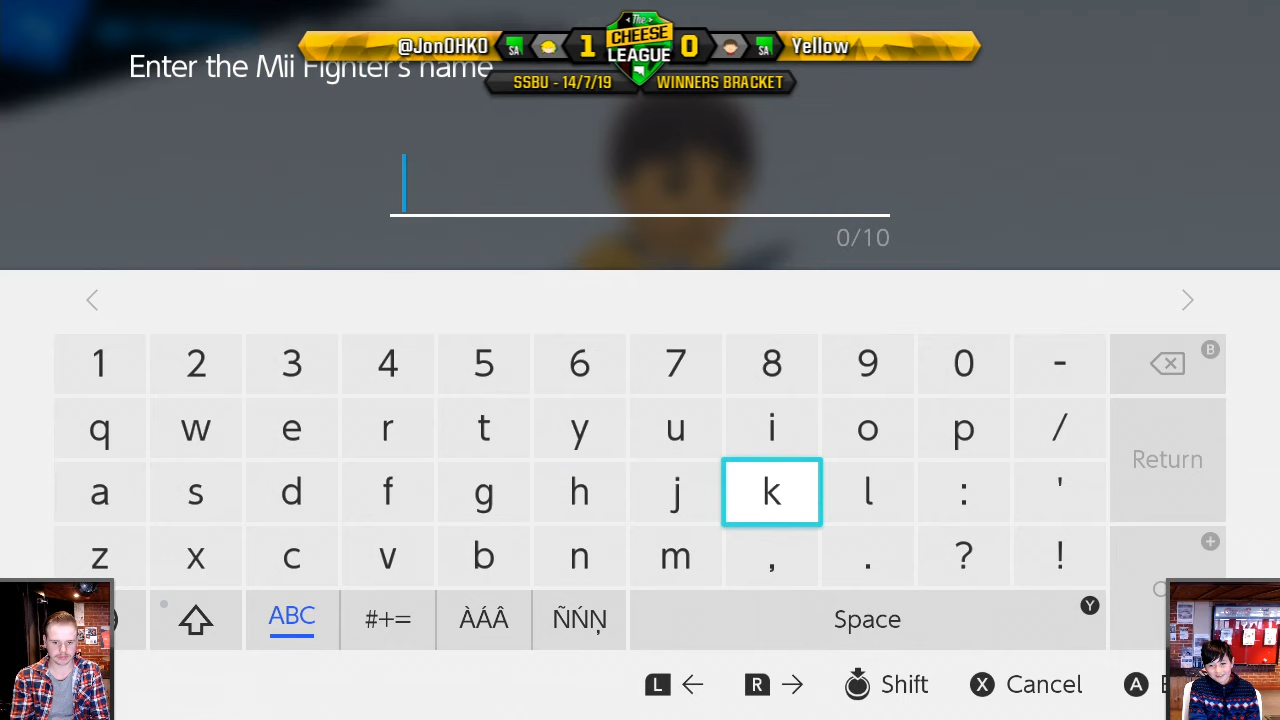 The
CHEESE
LEAGUE
@JonOHKO SA 1 0 SA Yellow
Enter the Mii Fighter's name
SSBU - 14/7/19 WINNERS BRACKET
0/10
1 2 3 4 5 6 7 8 9 0 - B
q w e r t y u i o p /
Return
a s d f g h j k l : '
z x c v b n m , . ? ! +
ABC #+= ÀÁÂ ÑŃŅ Space Y
L ← R → Shift X Cancel A